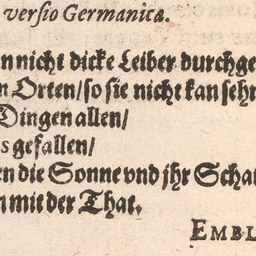 versio Germanica.
n nicht dicke Leiber durchge
n Orten/so sie nicht kan sehr
Dingen allen/
s gefallen/
en die Sonne vnd jhr Schat
n mit der That.
EMBL